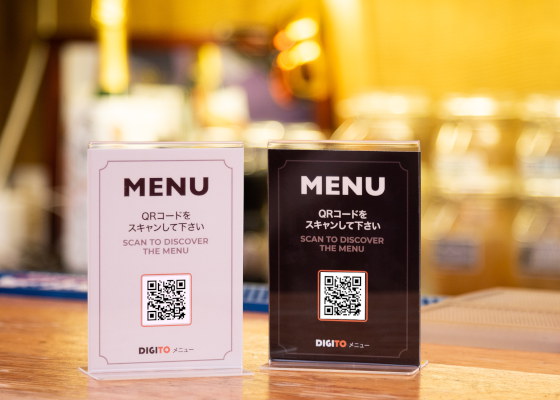 MENU
QRコードを
スキャンして下さい
SCAN TO DISCOVER
THE MENU
DIGITO メニュー
MENU
QRコードを
スキャンして下さい
SCAN TO DISCOVER
THE MENU
DIGITO メニュー